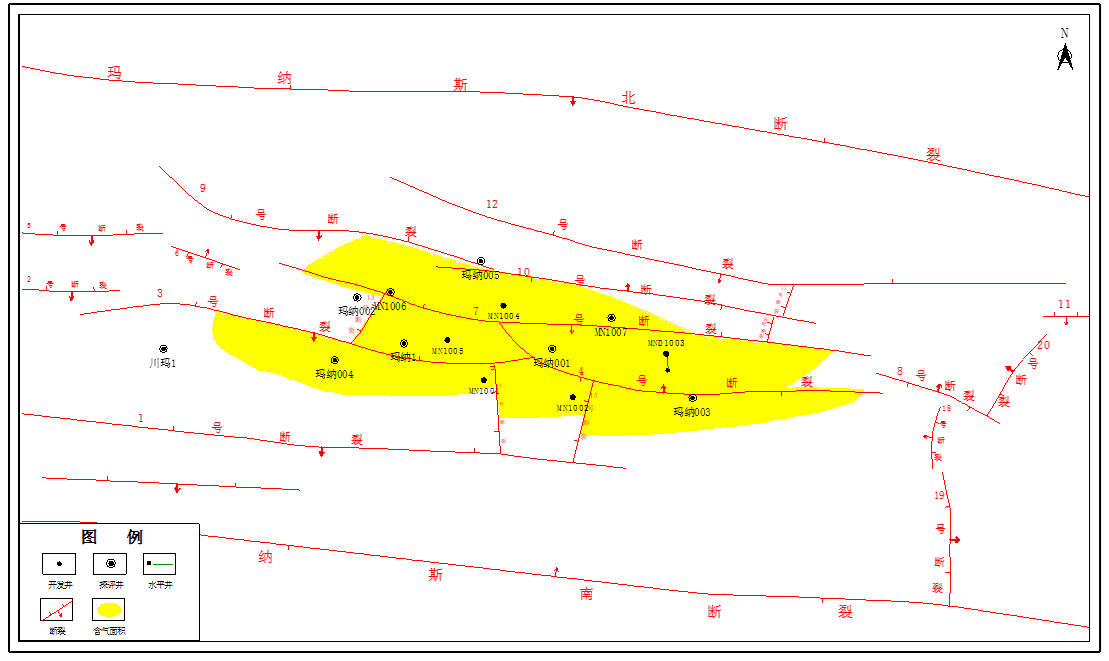 N
玛 纳 斯 北 断 裂
9 号 断 裂
12 号 断 裂
5 号 断 裂
6 号 断 裂
2 号 断 裂
3 号 断 裂
10 号 断 裂
7 号 断 裂
玛纳005
玛纳002
MN1006
13
MN1004
MN1007
11
20 号 断 裂
川玛1
玛纳004
玛纳1
MN1005
玛纳001
MND1003
4 号 断 裂
8 号 断 裂
MN1001
MN1002
玛纳003
1 号 断 裂
18 号 断 裂
19 号 断 裂
纳 斯 南 断 裂
图 例
开发井
探评井
水平井
断裂
含气面积